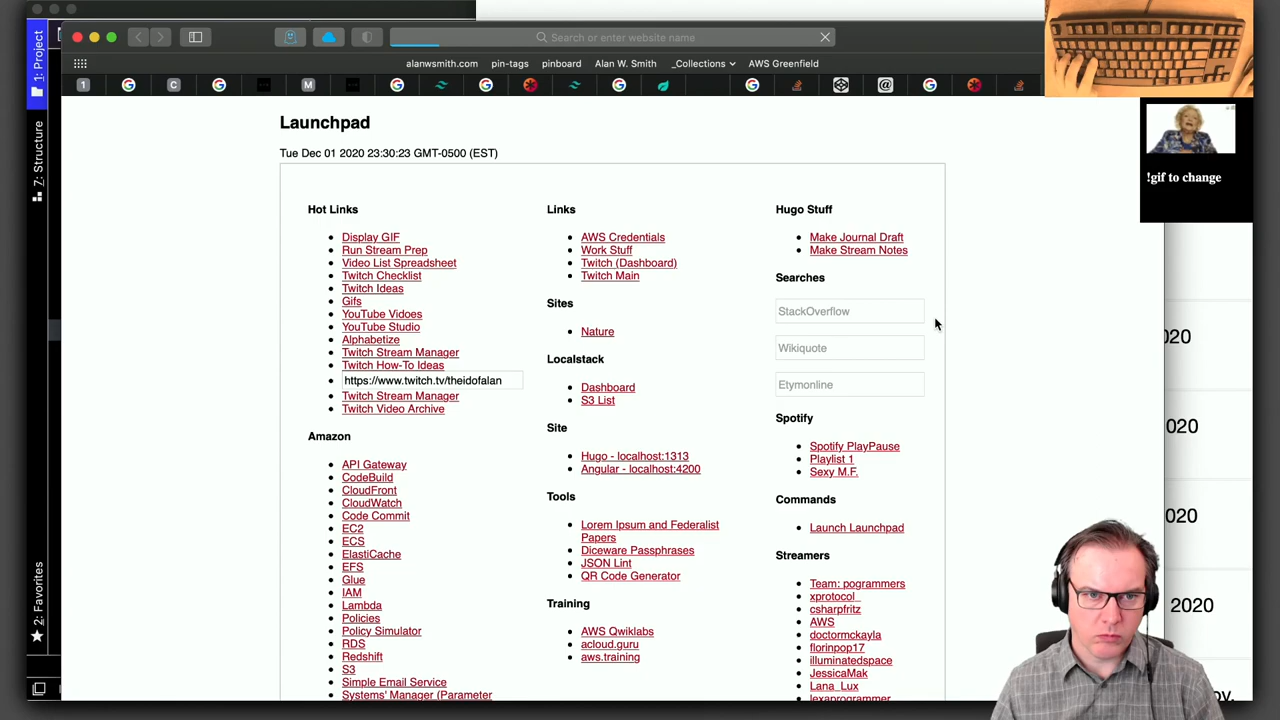 1: Project
7: Structure
2: Favorites
Search or enter website name
alanwsmith.com
pin-tags
pinboard
Alan W. Smith
_Collections
AWS Greenfield
1
G
C
G
M
G
G
G
G
G
Launchpad
Tue Dec 01 2020 23:30:23 GMT-0500 (EST)
Hot Links
Display GIF
Run Stream Prep
Video List Spreadsheet
Twitch Checklist
Twitch Ideas
Gifs
YouTube Vidoes
YouTube Studio
Alphabetize
Twitch Stream Manager
Twitch How-To Ideas
https://www.twitch.tv/theidofalan
Twitch Stream Manager
Twitch Video Archive
Amazon
API Gateway
CodeBuild
CloudFront
CloudWatch
Code Commit
EC2
ECS
ElastiCache
EFS
Glue
IAM
Lambda
Policies
Policy Simulator
RDS
Redshift
S3
Simple Email Service
Systems' Manager (Parameter
Links
AWS Credentials
Work Stuff
Twitch (Dashboard)
Twitch Main
Sites
Nature
Localstack
Dashboard
S3 List
Site
Hugo - localhost:1313
Angular - localhost:4200
Tools
Lorem Ipsum and Federalist
Papers
Diceware Passphrases
JSON Lint
QR Code Generator
Training
AWS Qwiklabs
acloud.guru
aws.training
Hugo Stuff
Make Journal Draft
Make Stream Notes
Searches
StackOverflow
Wikiquote
Etymonline
Spotify
Spotify PlayPause
Playlist 1
Sexy M.F.
Commands
Launch Launchpad
Streamers
Team: pogrammers
xprotocol_
csharpfritz
AWS
doctormckayla
florinpop17
illuminatedspace
JessicaMak
Lana_Lux
lexaprogrammer
!gif to change
020
020
020
2020
ov.